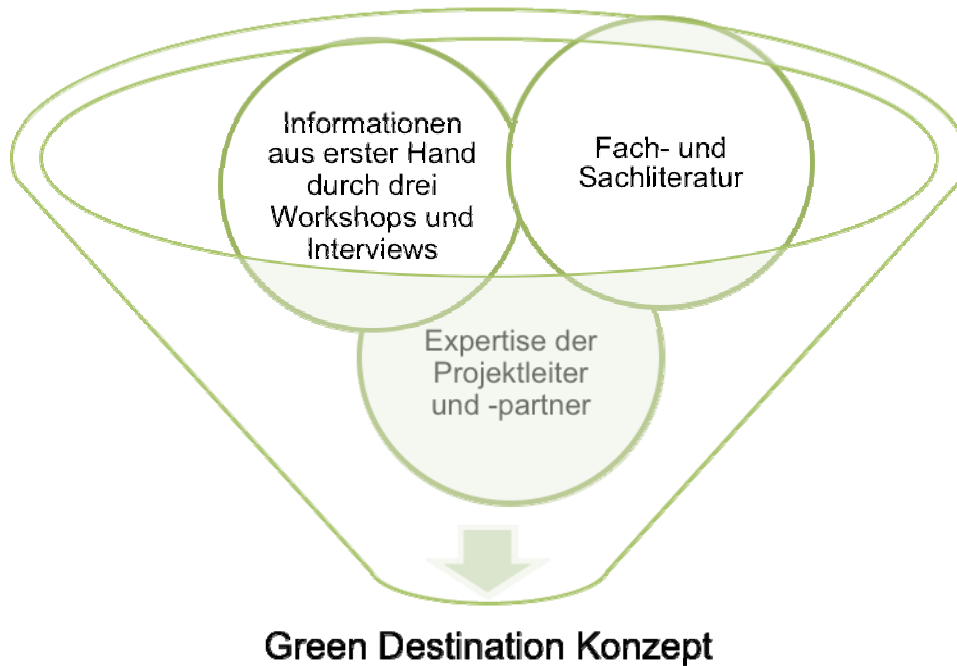 Informationen
aus erster Hand
durch drei
Workshops und
Interviews
Fach- und
Sachliteratur
Expertise der
Projektleiter
und -partner
Green Destination Konzept